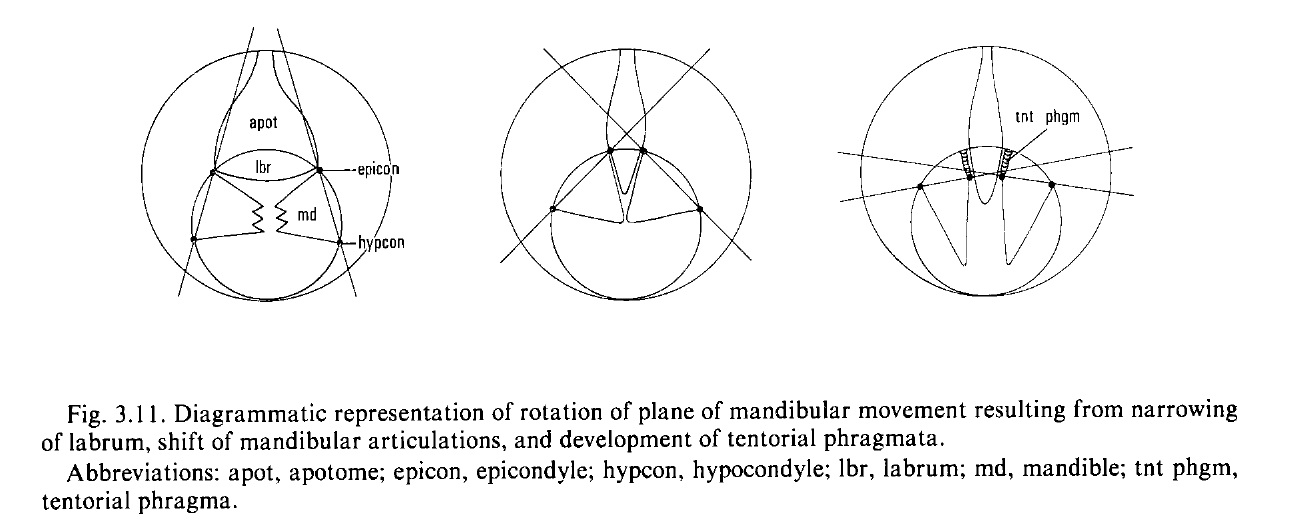 tnt phgm
apot
lbr
epicon
md
hypcon
Fig. 3.11. Diagrammatic representation of rotation of plane of mandibular movement resulting from narrowing
of labrum, shift of mandibular articulations, and development of tentorial phragmata.
Abbreviations: apot, apotome; epicon, epicondyle; hypcon, hypocondyle; lbr, labrum; md, mandible; tnt phgm,
tentorial phragma.